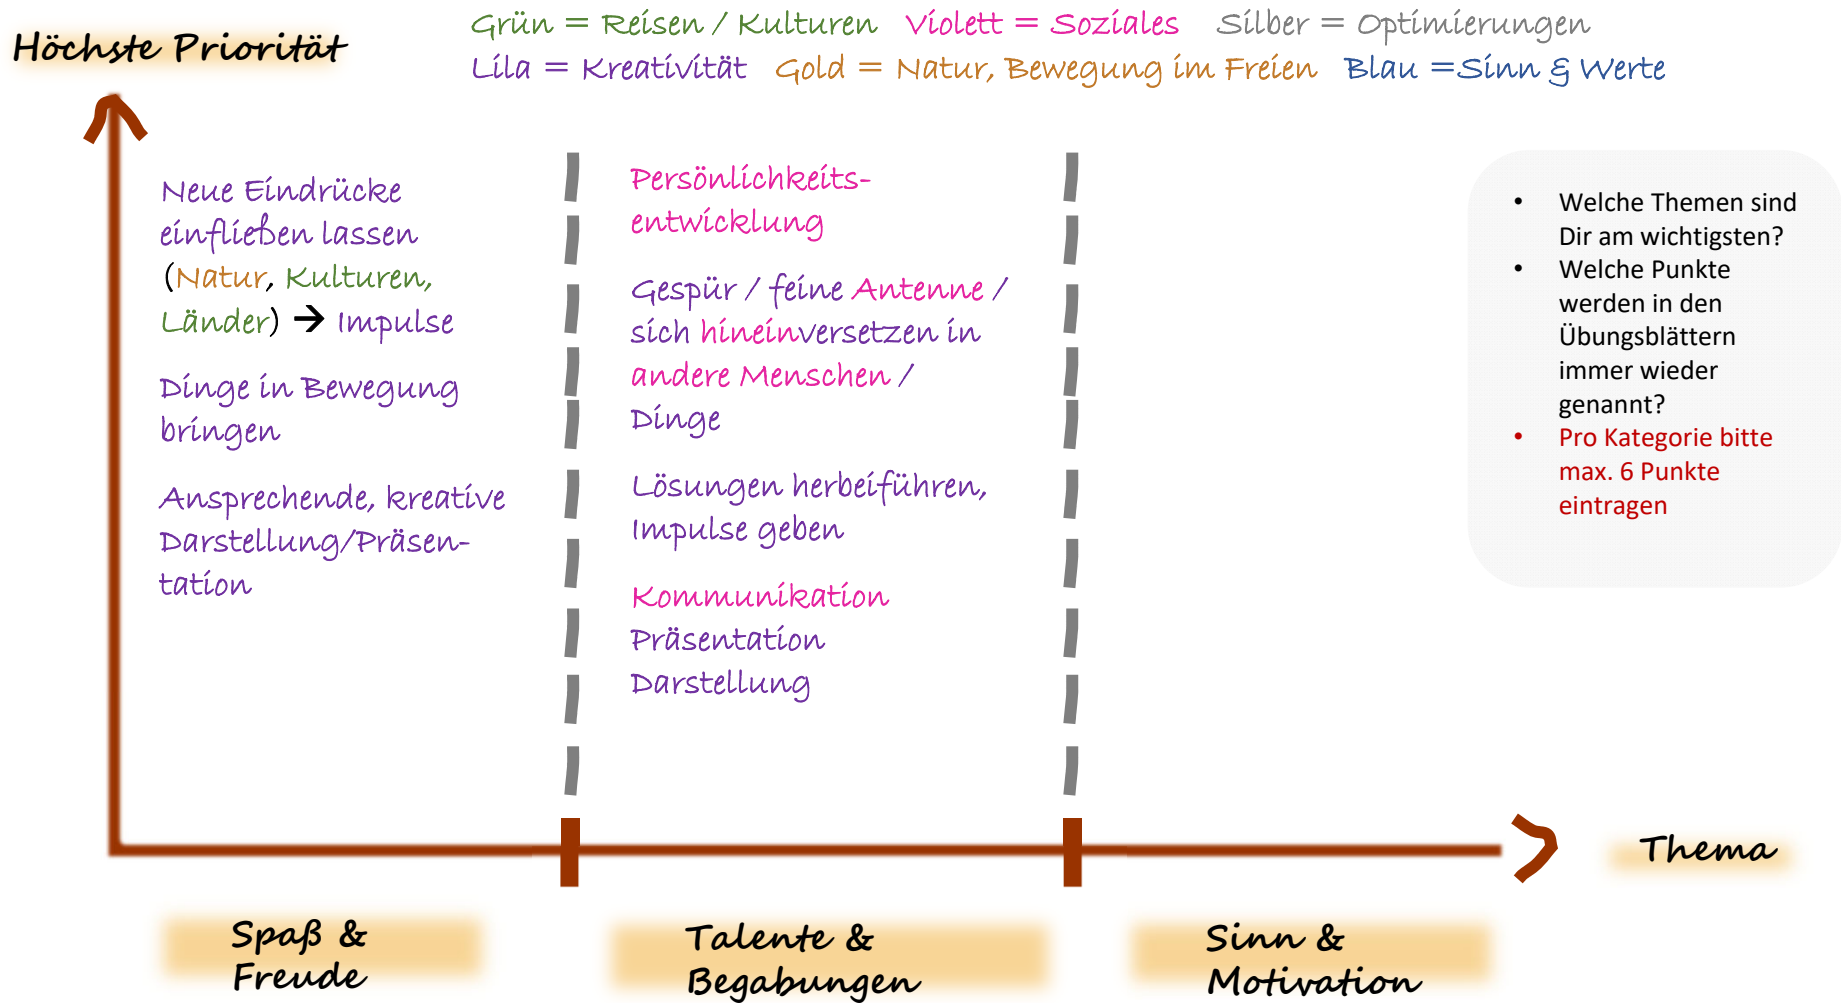 Höchste Priorität
Grün = Reisen / Kulturen Violett = Soziales Silber = Optimierungen
Lila = Kreativität Gold = Natur, Bewegung im Freien Blau =Sinn & Werte
Neue Eindrücke
einfließen lassen
(Natur, Kulturen,
Länder) → Impulse
Dinge in Bewegung
bringen
Ansprechende, kreative
Darstellung/Präsen-
tation
Persönlichkeits-
entwicklung
Gespür / feine Antenne /
sich hineinversetzen in
andere Menschen /
Dinge
Lösungen herbeiführen,
Impulse geben
Kommunikation
Präsentation
Darstellung
• Welche Themen sind
Dir am wichtigsten?
• Welche Punkte
werden in den
Übungsblättern
immer wieder
genannt?
• Pro Kategorie bitte
max. 6 Punkte
eintragen
Thema
Spaß &
Freude
Talente &
Begabungen
Sinn &
Motivation